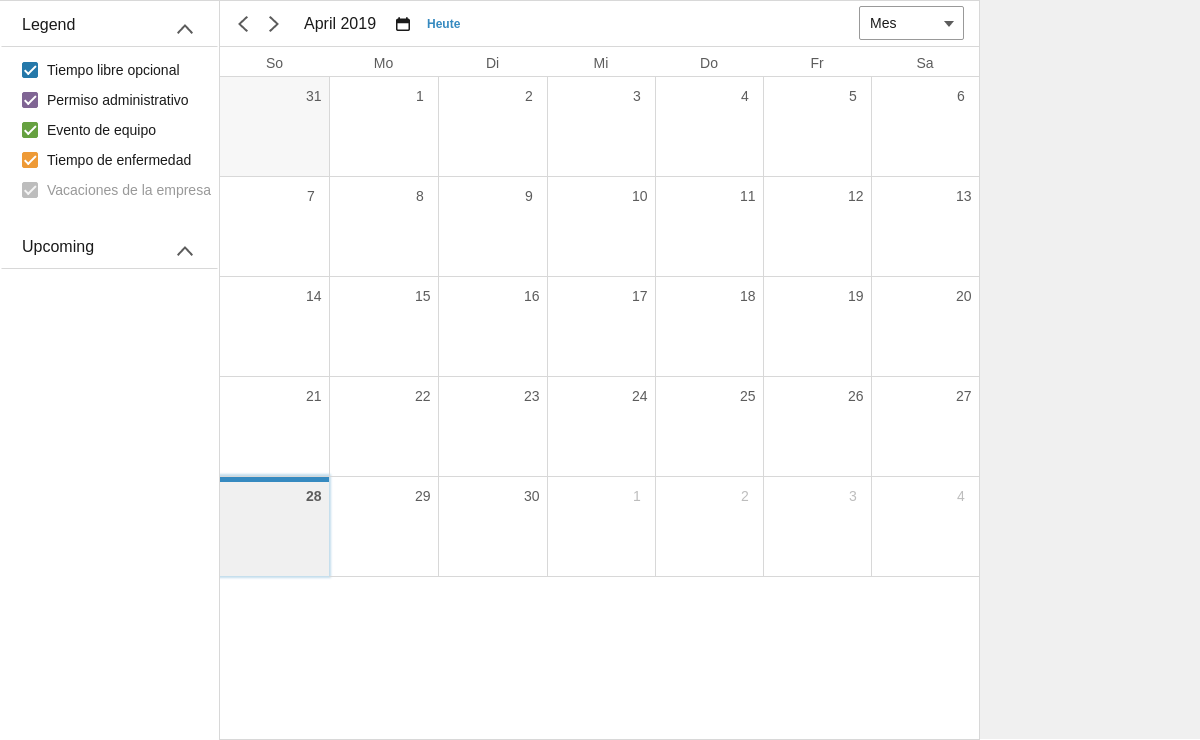 Legend
Tiempo libre opcional
Permiso administrativo
Evento de equipo
Tiempo de enfermedad
Vacaciones de la empresa
Upcoming
April 2019 Heute Mes
So Mo Di Mi Do Fr Sa
31 1 2 3 4 5 6
7 8 9 10 11 12 13
14 15 16 17 18 19 20
21 22 23 24 25 26 27
28 29 30 1 2 3 4